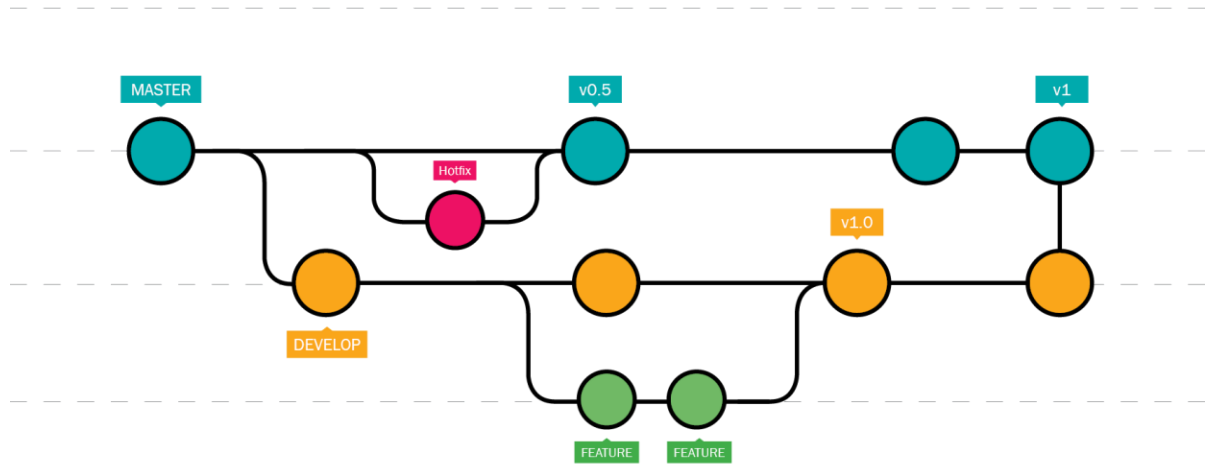 MASTER
v0.5
v1
Hotfix
v1.0
DEVELOP
FEATURE
FEATURE